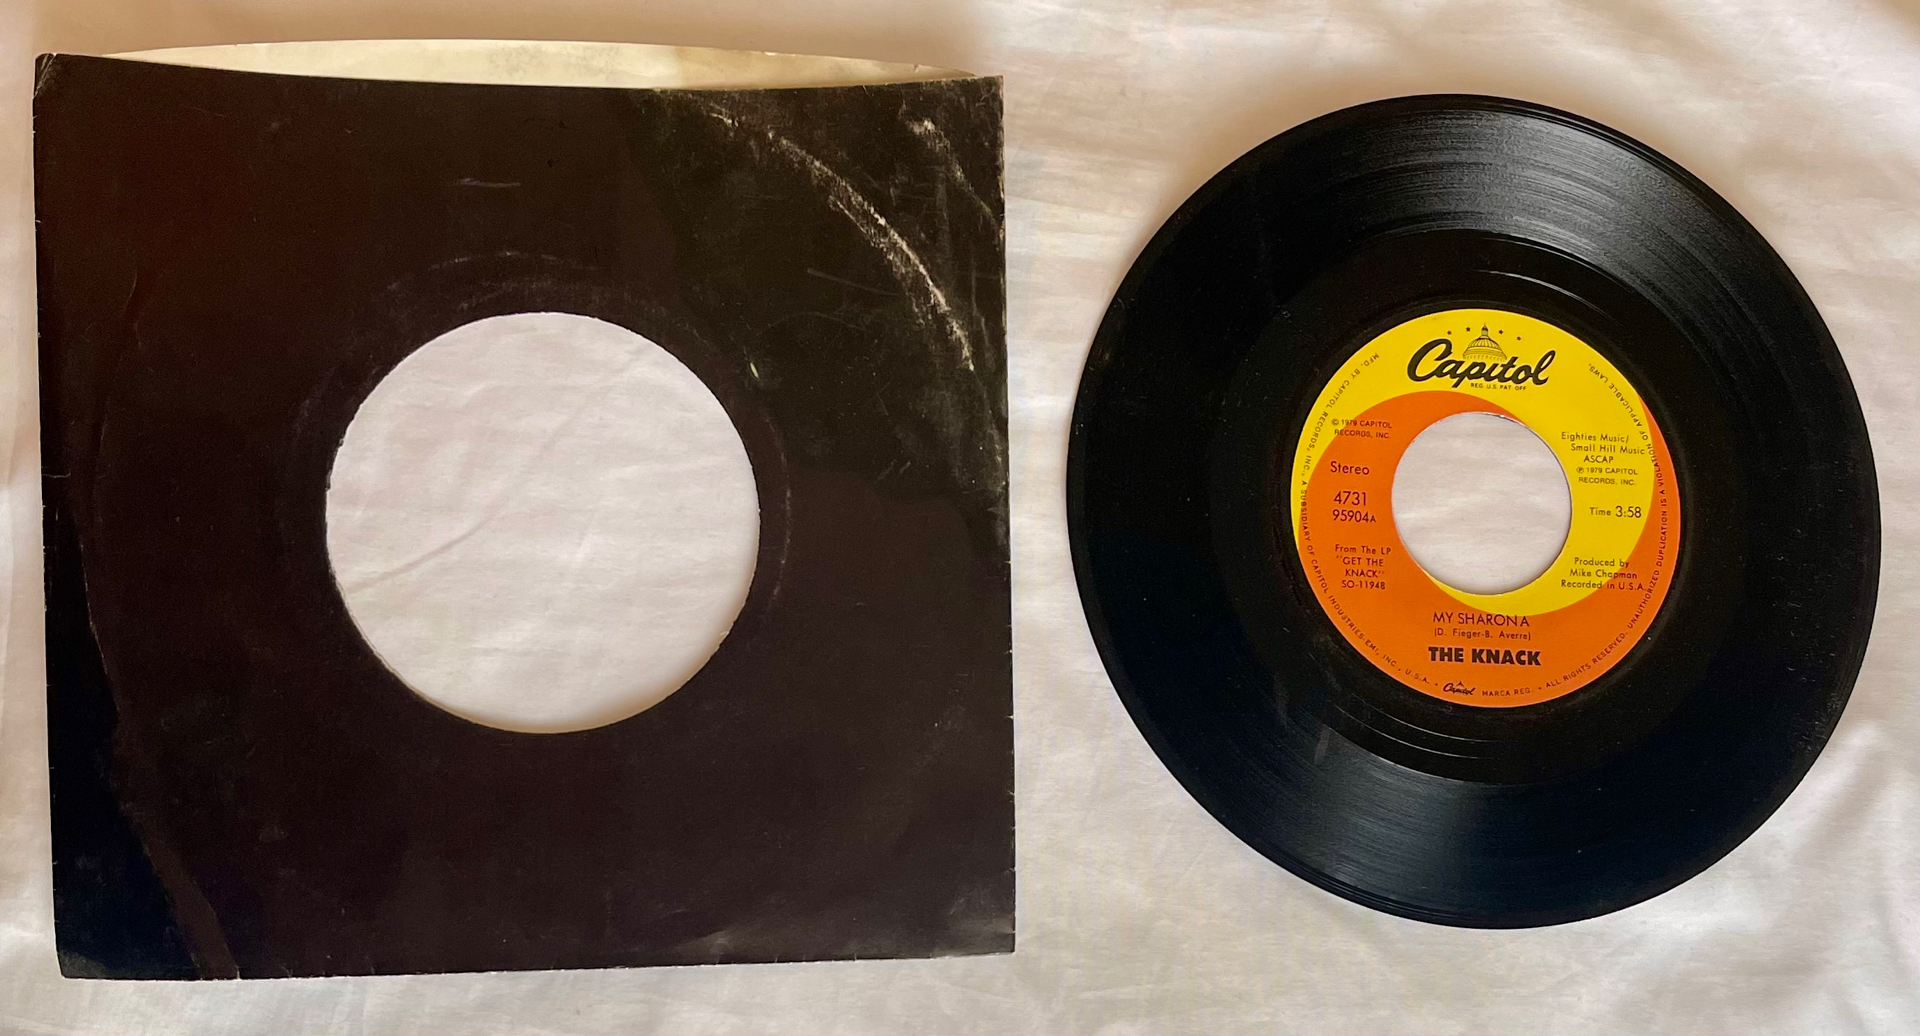 Capitol
REG. U.S. PAT. OFF.
© 1979 CAPITOL
RECORDS, INC.
Stereo
4731
95904A
From The LP
"GET THE
KNACK"
SO-11948
Eighties Music/
Small Hill Music
ASCAP
℗ 1979 CAPITOL
RECORDS, INC.
Time 3:58
Produced by
Mike Chapman
Recorded in U.S.A.
MY SHARONA
(D. Fieger-B. Averre)
THE KNACK
MFD. BY CAPITOL RECORDS, INC., A SUBSIDIARY OF CAPITOL INDUSTRIES-EMI, INC. • U.S.A. • Capitol MARCA REG. • ALL RIGHTS RESERVED. UNAUTHORIZED DUPLICATION IS A VIOLATION OF APPLICABLE LAWS.